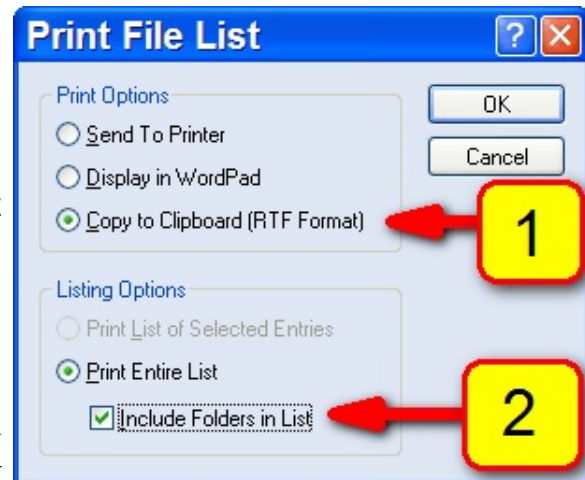 Print File List
Print Options
Send To Printer
Display in WordPad
Copy to Clipboard (RTF Format)
OK
Cancel
1
Listing Options
Print List of Selected Entries
Print Entire List
Include Folders in List
2